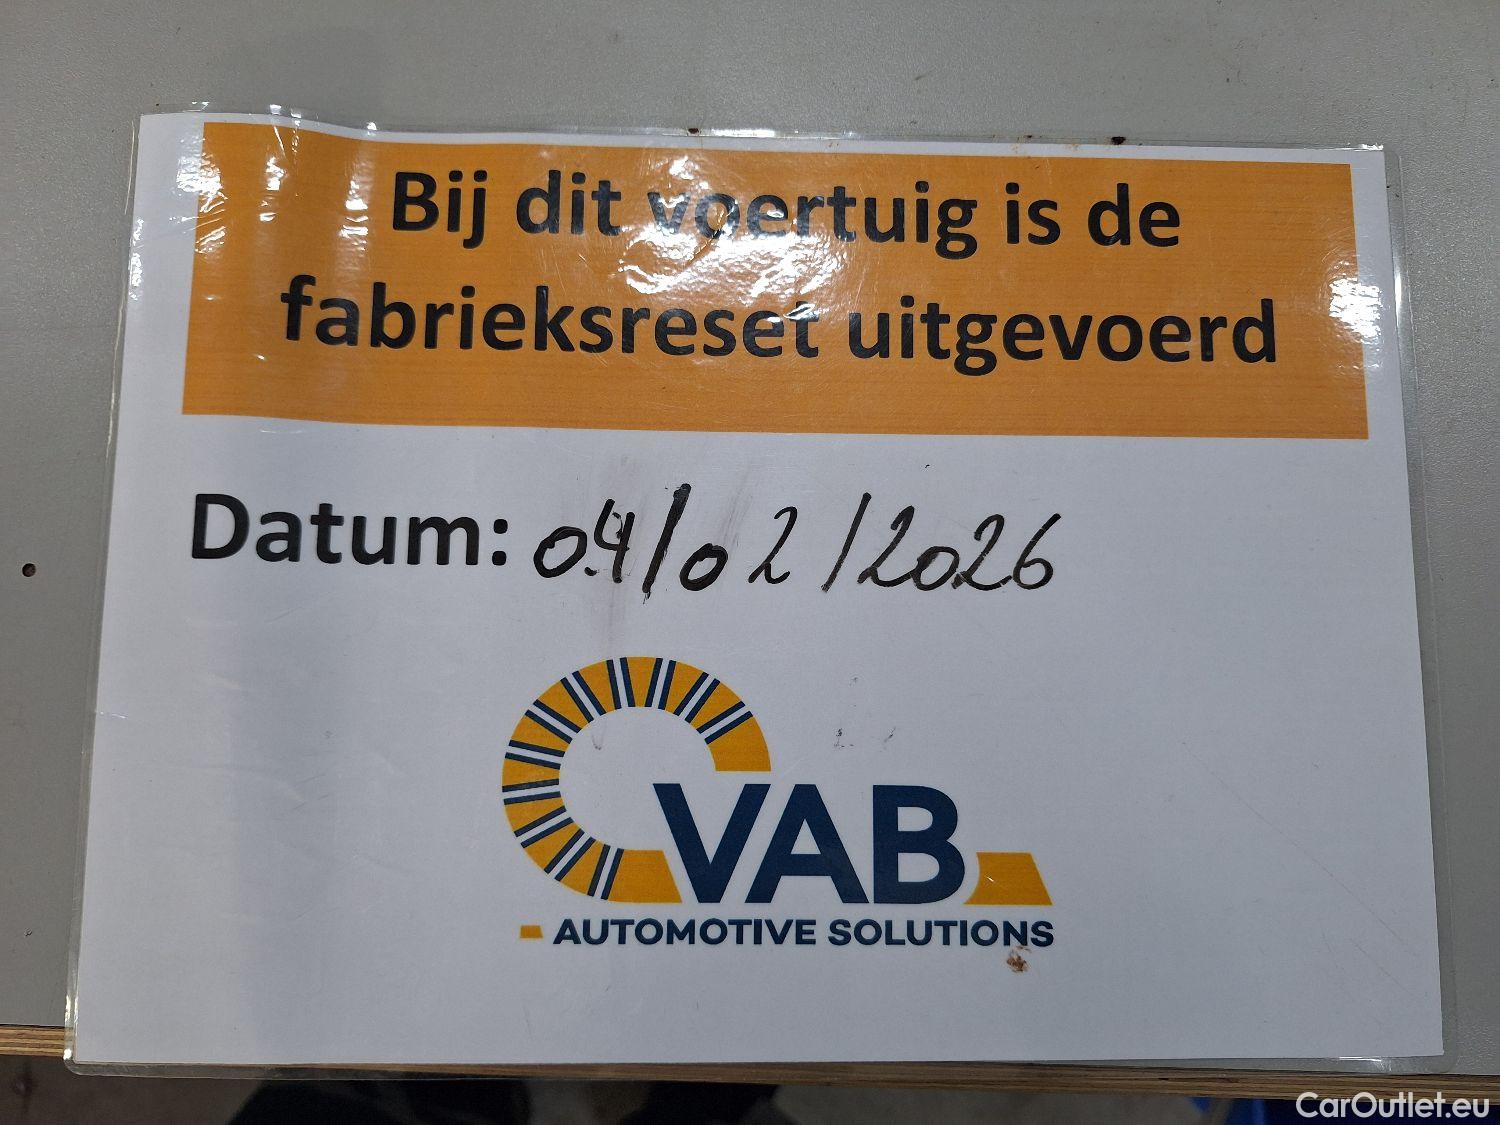 Bij dit voertuig is de
fabrieksreset uitgevoerd
Datum: 04/02/2026
VAB
AUTOMOTIVE SOLUTIONS
CarOutlet.eu